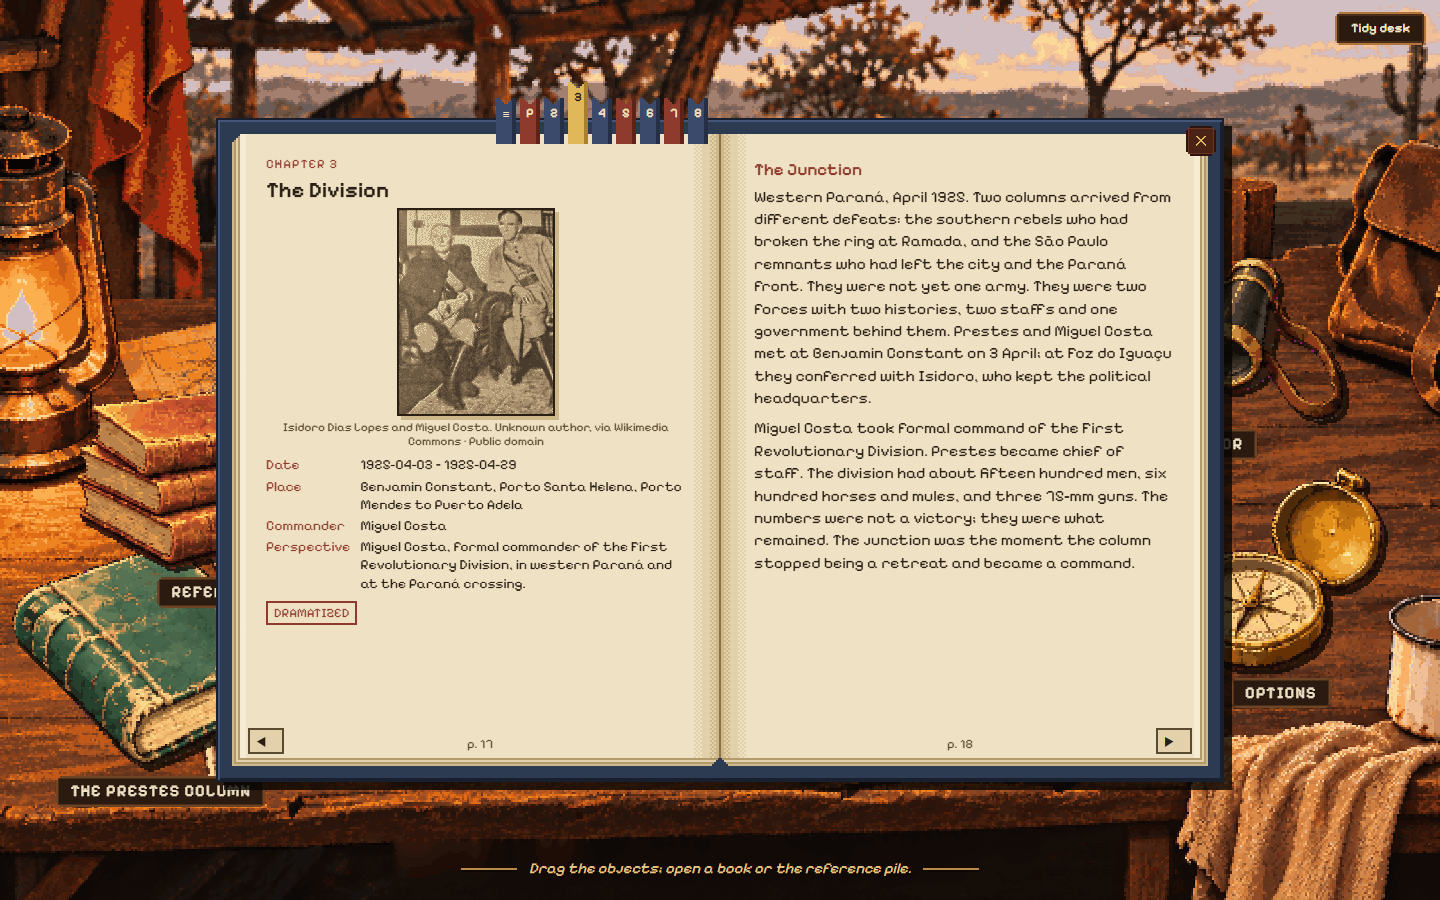 Tidy desk
≡ P 2 3 4 5 6 7 8
CHAPTER 3
The Division
Isidoro Dias Lopes and Miguel Costa. Unknown author, via Wikimedia
Commons · Public domain
Date 1925-04-03 - 1925-04-29
Place Benjamin Constant, Porto Santa Helena, Porto
Mendes to Puerto Adela
Commander Miguel Costa
Perspective Miguel Costa, formal commander of the First
Revolutionary Division, in western Paraná and
at the Paraná crossing.
DRAMATIZED
p. 17
The Junction
Western Paraná, April 1925. Two columns arrived from
different defeats: the southern rebels who had
broken the ring at Ramada, and the São Paulo
remnants who had left the city and the Paraná
front. They were not yet one army. They were two
forces with two histories, two staffs and one
government behind them. Prestes and Miguel Costa
met at Benjamin Constant on 3 April; at Foz do Iguaçu
they conferred with Isidoro, who kept the political
headquarters.
Miguel Costa took formal command of the First
Revolutionary Division. Prestes became chief of
staff. The division had about fifteen hundred men, six
hundred horses and mules, and three 75-mm guns. The
numbers were not a victory; they were what
remained. The junction was the moment the column
stopped being a retreat and became a command.
p. 18
REFE
OR
OPTIONS
THE PRESTES COLUMN
Drag the objects; open a book or the reference pile.